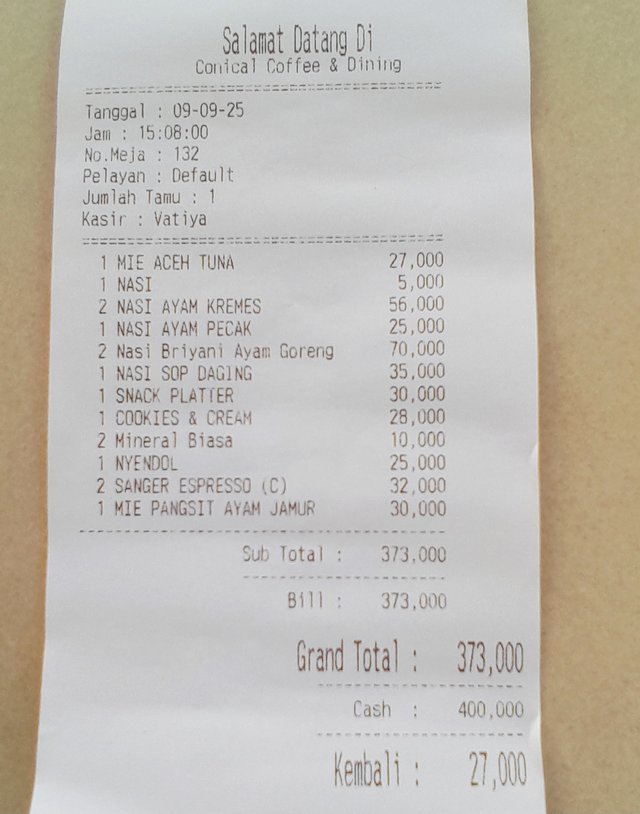 Salamat Datang Di
Conical Coffee & Dining
Tanggal : 09-09-25
Jam : 15:08:00
No.Meja : 132
Pelayan : Default
Jumlah Tamu : 1
Kasir : Vatiya
1 MIE ACEH TUNA 27,000
1 NASI 5,000
2 NASI AYAM KREMES 56,000
1 NASI AYAM PECAK 25,000
2 Nasi Briyani Ayam Goreng 70,000
1 NASI SOP DAGING 35,000
1 SNACK PLATTER 30,000
1 COOKIES & CREAM 28,000
2 Mineral Biasa 10,000
1 NYENDOL 25,000
2 SANGER ESPRESSO (C) 32,000
1 MIE PANGSIT AYAM JAMUR 30,000
Sub Total : 373,000
Bill : 373,000
Grand Total : 373,000
Cash : 400,000
Kembali : 27,000